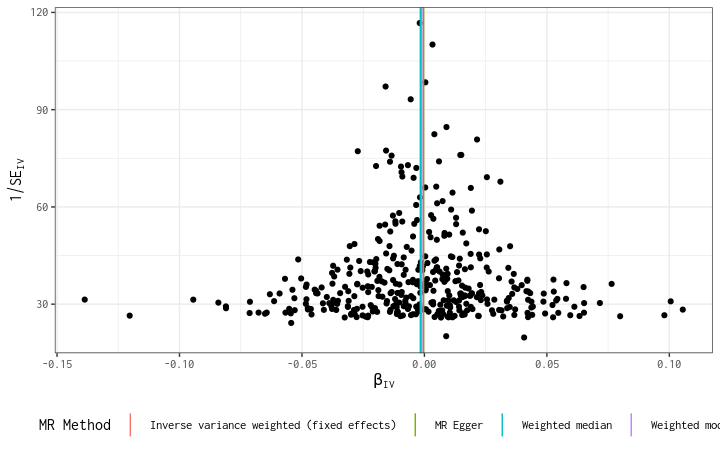 120
90
60
30
1/SE_IV
-0.15
-0.10
-0.05
0.00
0.05
0.10
β_IV
MR Method
Inverse variance weighted (fixed effects)
MR Egger
Weighted median
Weighted